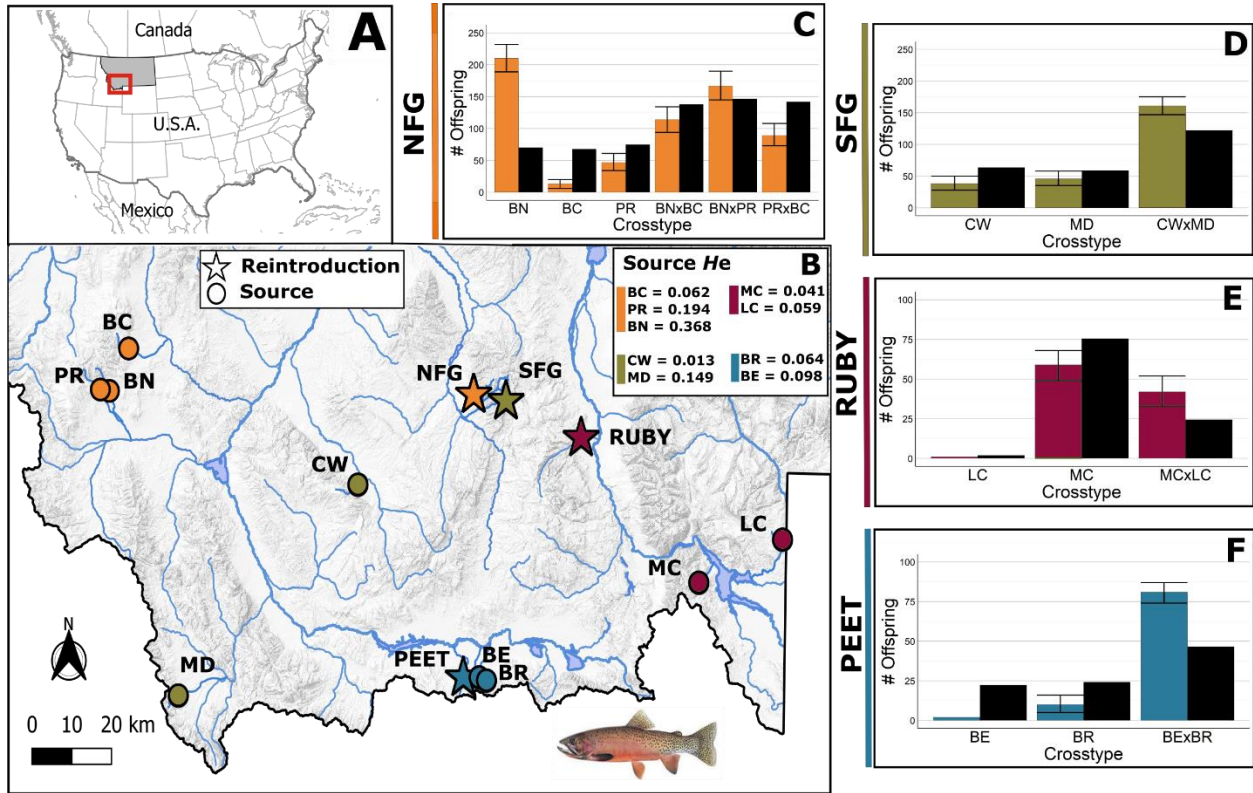 A
Canada
U.S.A.
Mexico
NFG
C
# Offspring
250
200
150
100
50
0
BN
BC
PR
BNxBC
BNxPR
PRxBC
Crosstype
SFG
D
# Offspring
250
200
150
100
50
0
CW
MD
CWxMD
Crosstype
B
Reintroduction
Source
Source He
BC = 0.062
PR = 0.194
BN = 0.368
MC = 0.041
LC = 0.059
CW = 0.013
MD = 0.149
BR = 0.064
BE = 0.098
BC
PR
BN
NFG
SFG
RUBY
CW
LC
MC
MD
PEET
BE
BR
N
0 10 20 km
RUBY
E
# Offspring
100
75
50
25
0
LC
MC
MCxLC
Crosstype
PEET
F
# Offspring
100
75
50
25
0
BE
BR
BExBR
Crosstype